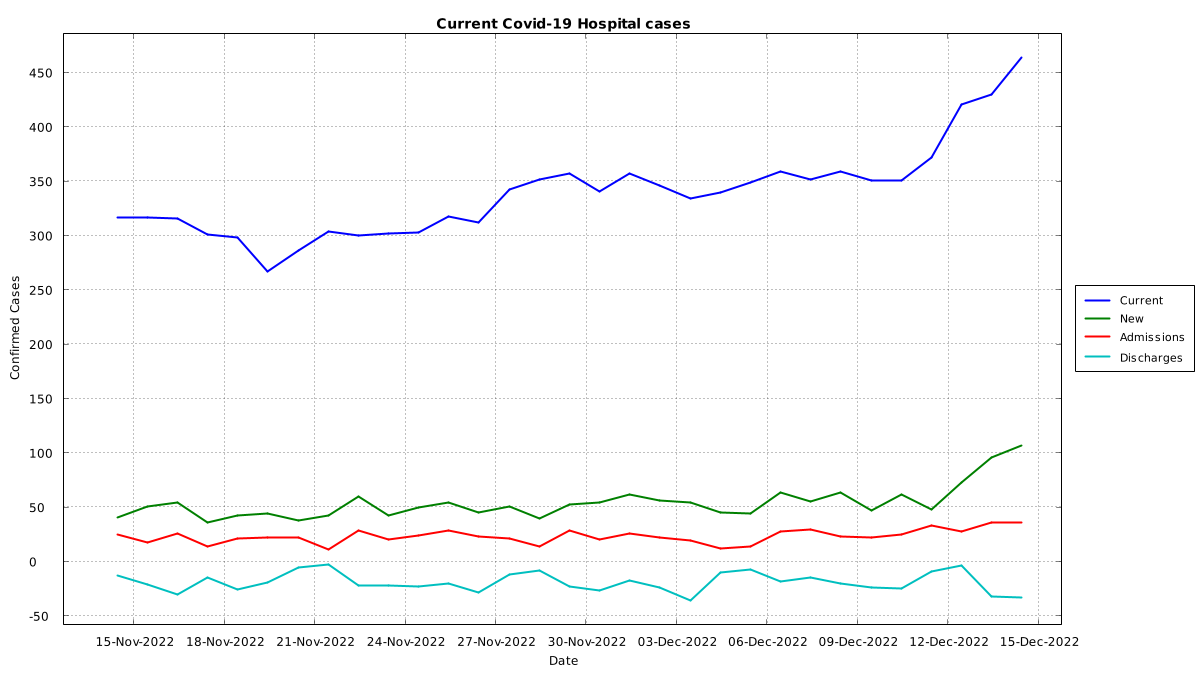 Current Covid-19 Hospital cases
450
400
350
300
250
200
150
100
50
0
-50
Confirmed Cases
15-Nov-2022 18-Nov-2022 21-Nov-2022 24-Nov-2022 27-Nov-2022 30-Nov-2022 03-Dec-2022 06-Dec-2022 09-Dec-2022 12-Dec-2022 15-Dec-2022
Date
Current
New
Admissions
Discharges